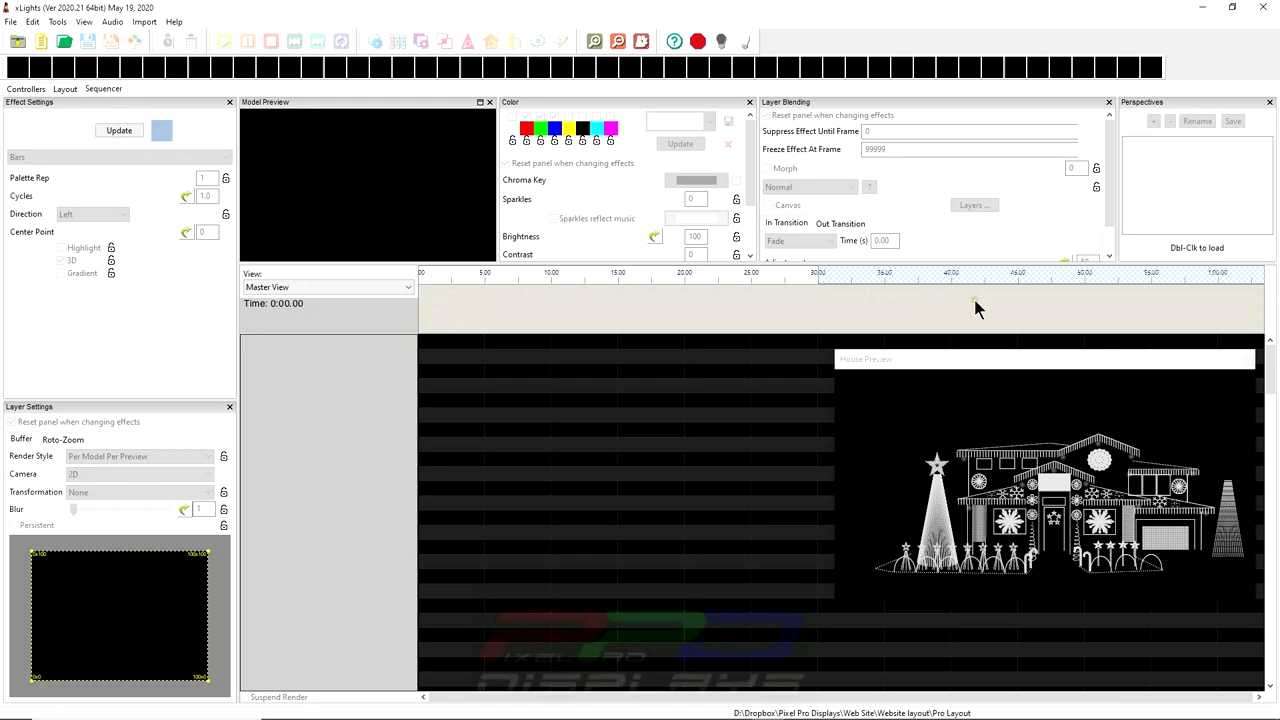 xLights (Ver 2020.21 64bit) May 19, 2020
File Edit Tools View Audio Import Help
Controllers Layout Sequencer
Effect Settings
Update
Bars
Palette Rep 1
Cycles 1.0
Direction Left
Center Point 0
Highlight
3D
Gradient
Model Preview
Color
Update
Reset panel when changing effects
Chroma Key
Sparkles 0
Sparkles reflect music
Brightness 100
Contrast 0
Layer Blending
Reset panel when changing effects
Suppress Effect Until Frame 0
Freeze Effect At Frame 99999
Morph 0
Normal ?
Canvas Layers ...
In Transition Out Transition
Fade Time (s) 0.00
Perspectives
+ - Rename Save
Dbl-Clk to load
View:
Master View
Time: 0:00.00
00 5.00 10.00 15.00 20.00 25.00 30.00 35.00 40.00 45.00 50.00 55.00 1:00.00
House Preview
Layer Settings
Reset panel when changing effects
Buffer Roto-Zoom
Render Style Per Model Per Preview
Camera 2D
Transformation None
Blur 1
Persistent
0x100 100x100
0x0 100x0
PIXEL PRO
DISPLAYS
Suspend Render
D:\Dropbox\Pixel Pro Displays\Web Site\Website layout\Pro Layout